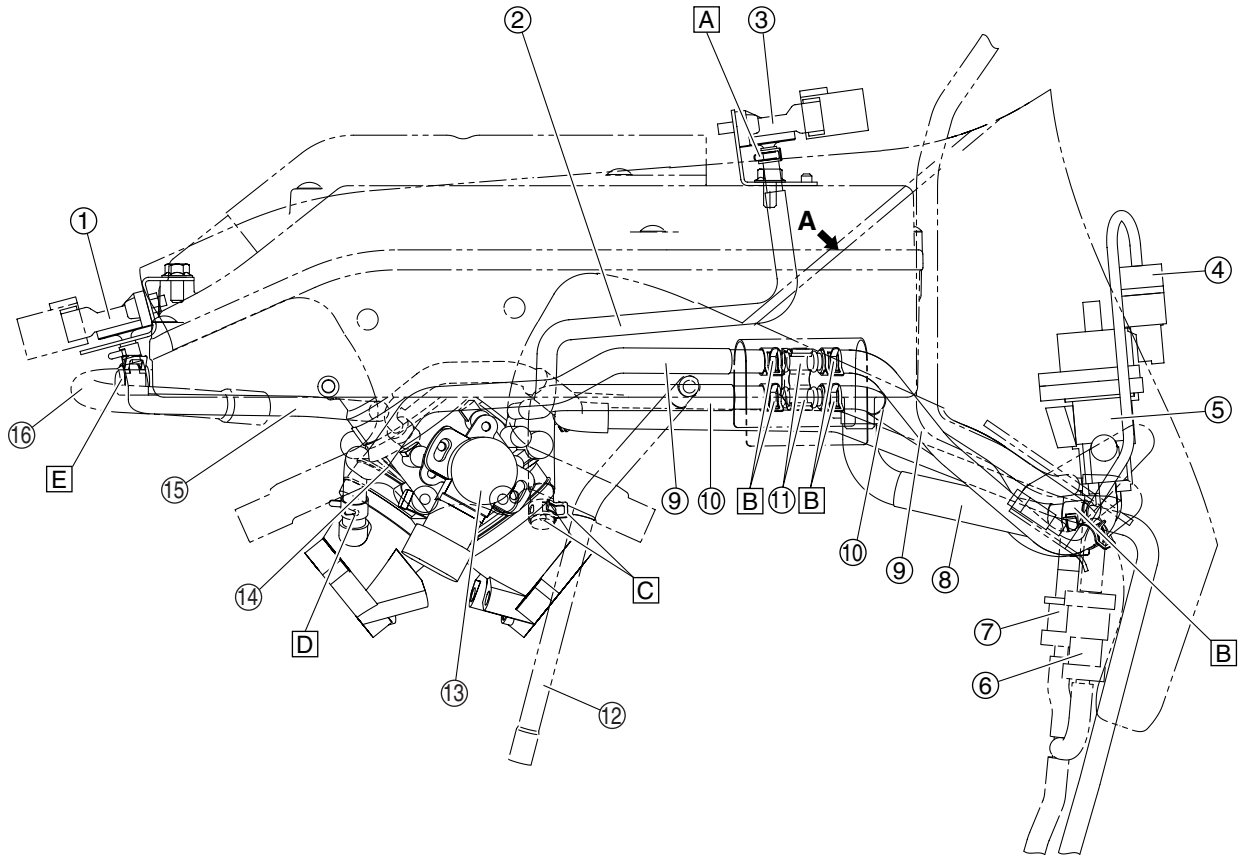 ② A ③
① A ④
⑤
⑯
E ⑮ ⑨ ⑩ B ⑪ B ⑩ ⑨ ⑧
⑭ C ⑦
D ⑬ ⑥ B
⑫